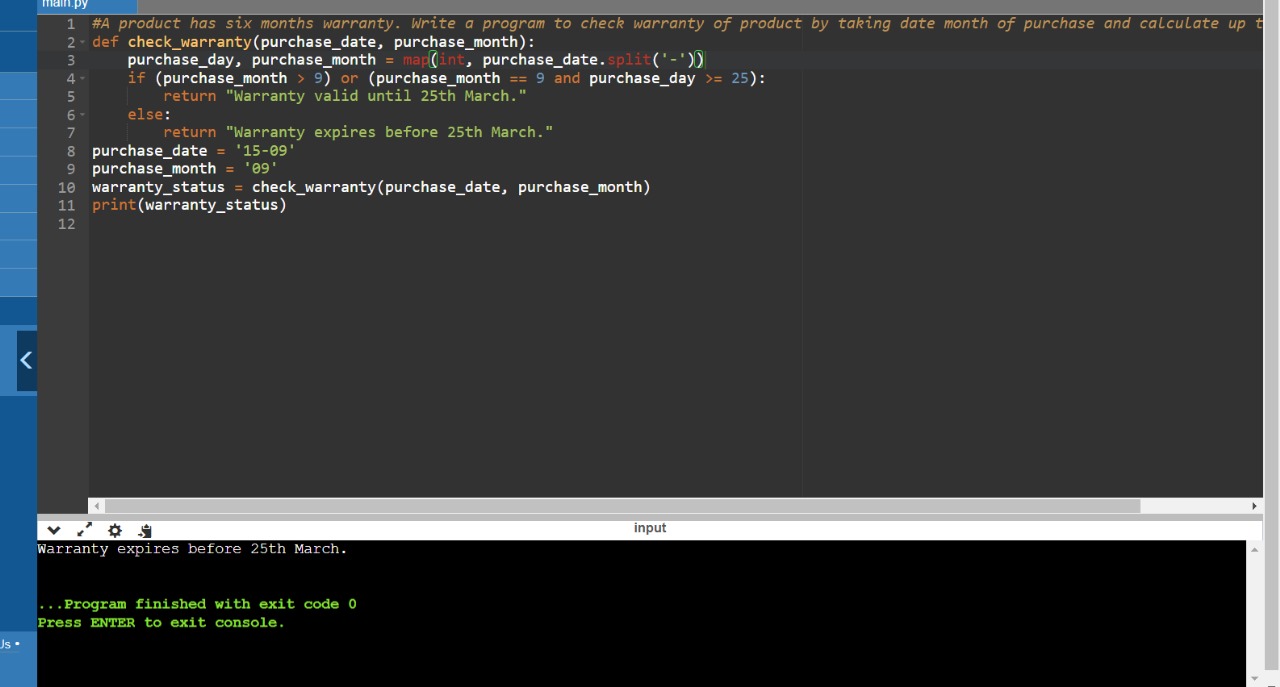 main.py
1 #A product has six months warranty. Write a program to check warranty of product by taking date month of purchase and calculate up t
2 def check_warranty(purchase_date, purchase_month):
3     purchase_day, purchase_month = map(int, purchase_date.split('-'))
4     if (purchase_month > 9) or (purchase_month == 9 and purchase_day >= 25):
5         return "Warranty valid until 25th March."
6     else:
7         return "Warranty expires before 25th March."
8 purchase_date = '15-09'
9 purchase_month = '09'
10 warranty_status = check_warranty(purchase_date, purchase_month)
11 print(warranty_status)
12
input
Warranty expires before 25th March.
...Program finished with exit code 0
Press ENTER to exit console.
Us •